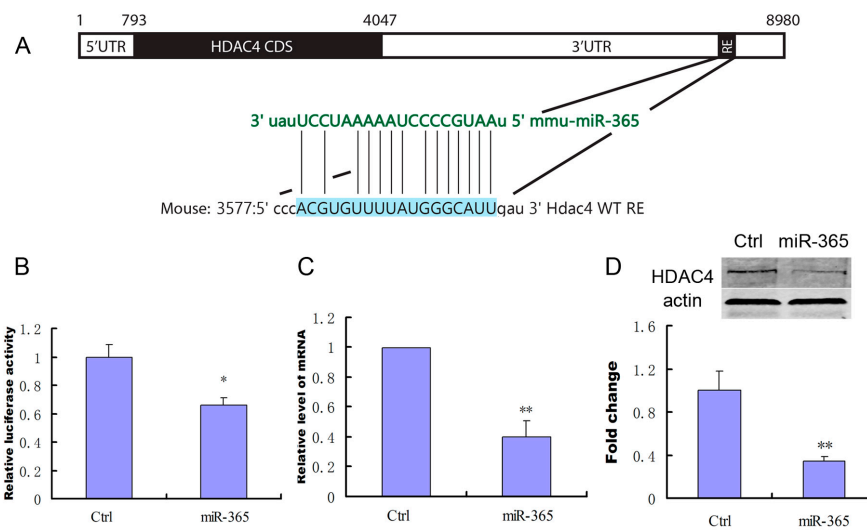 A
1 793 4047 8980
5'UTR HDAC4 CDS 3'UTR RE
3' uauUCCUAAAAAUCCCCGUAAu 5' mmu-miR-365
Mouse: 3577:5' cccACGUGUUUUAUGGGCAUUgau 3' Hdac4 WT RE
B
Relative luciferase activity
1.2
1
0.8
0.6
0.4
0.2
0
*
Ctrl miR-365
C
Relative level of mRNA
1.2
1
0.8
0.6
0.4
0.2
0
**
Ctrl miR-365
D
Ctrl miR-365
HDAC4
actin
Fold change
1.6
1.2
0.8
0.4
0
**
Ctrl miR-365